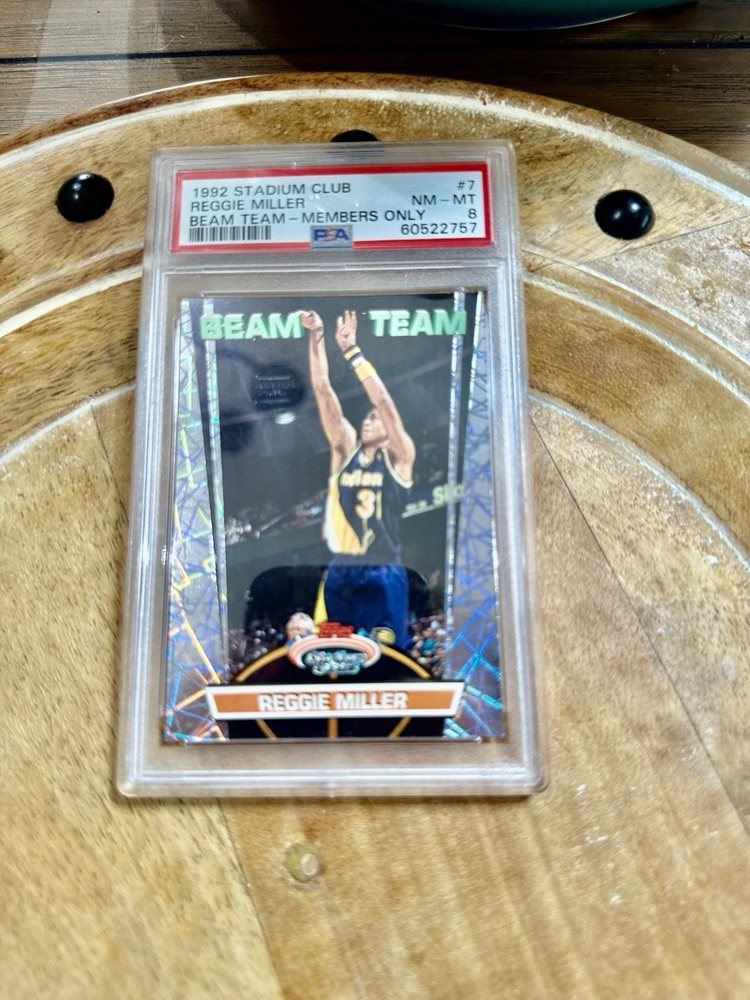 1992 STADIUM CLUB #7
REGGIE MILLER NM-MT
BEAM TEAM-MEMBERS ONLY 8
PSA 60522757
BEAM TEAM
31
REGGIE MILLER